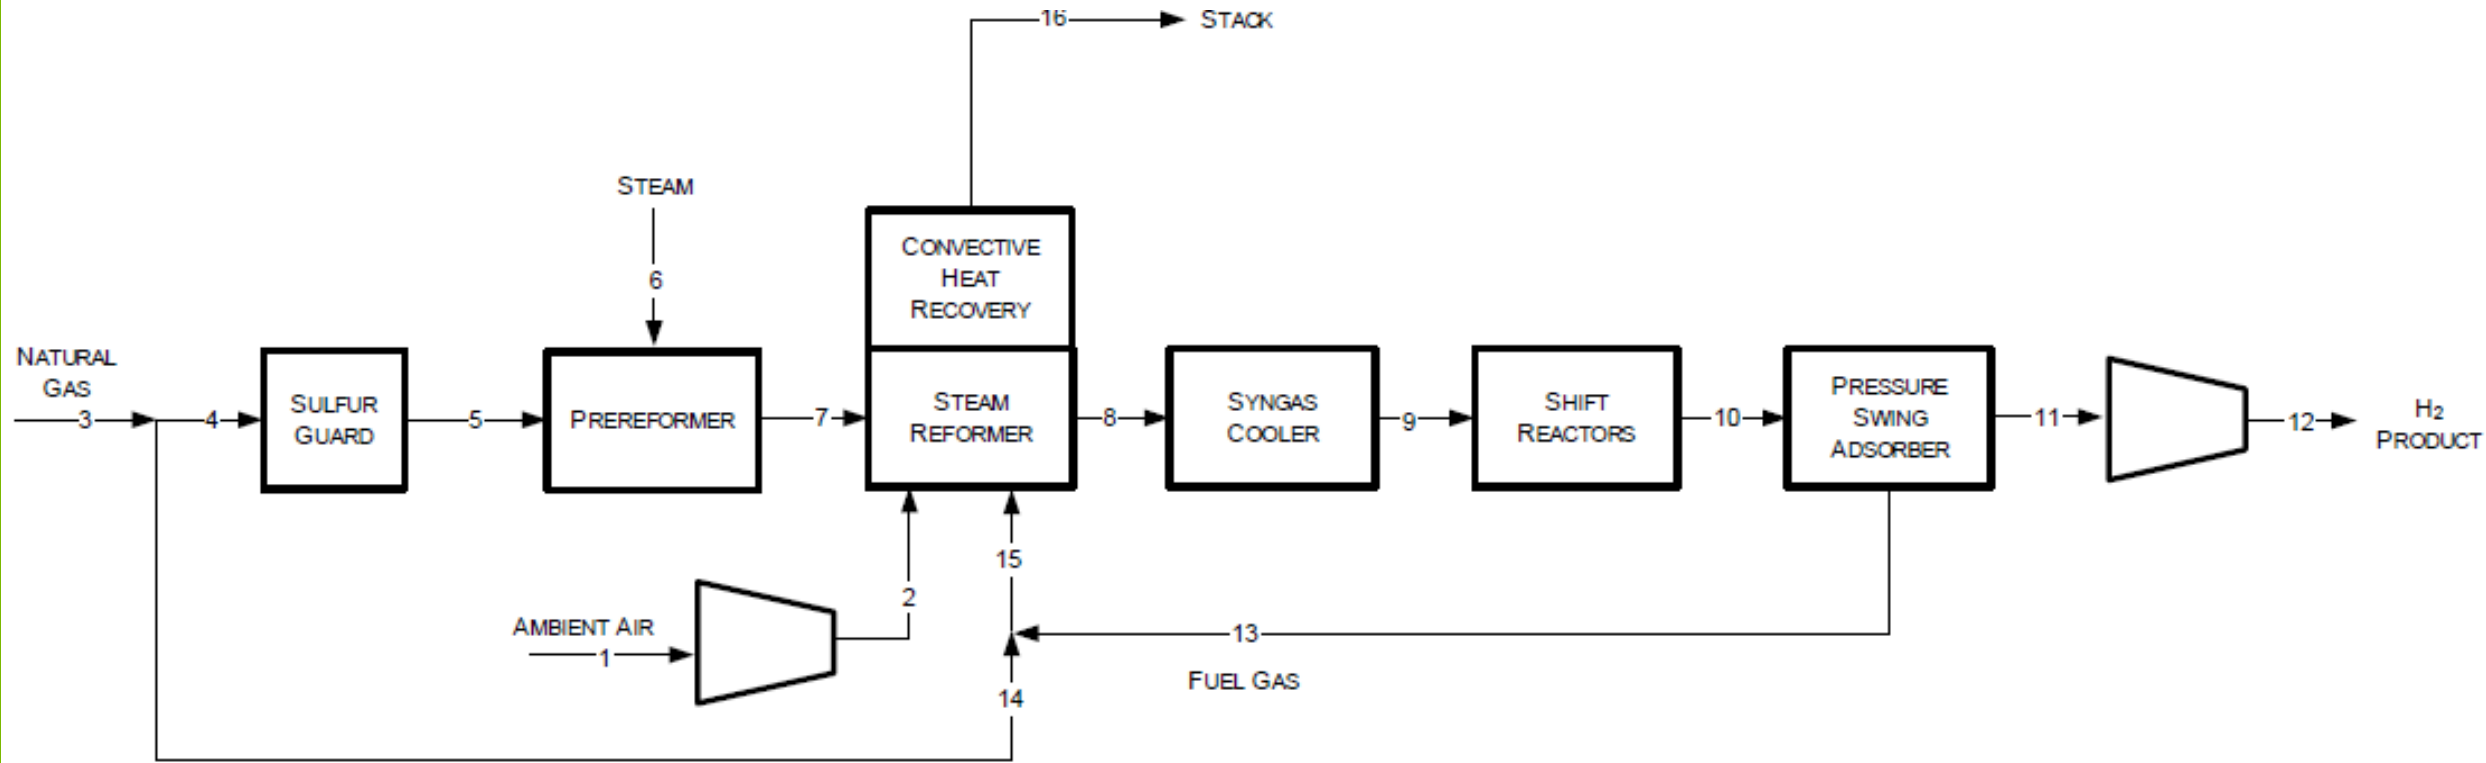 16
STACK
STEAM
6
CONVECTIVE
HEAT
RECOVERY
NATURAL
GAS
3
4
SULFUR
GUARD
5
PREREFORMER
7
STEAM
REFORMER
8
SYNGAS
COOLER
9
SHIFT
REACTORS
10
PRESSURE
SWING
ADSORBER
11
12
H2
PRODUCT
15
2
AMBIENT AIR
1
13
FUEL GAS
14